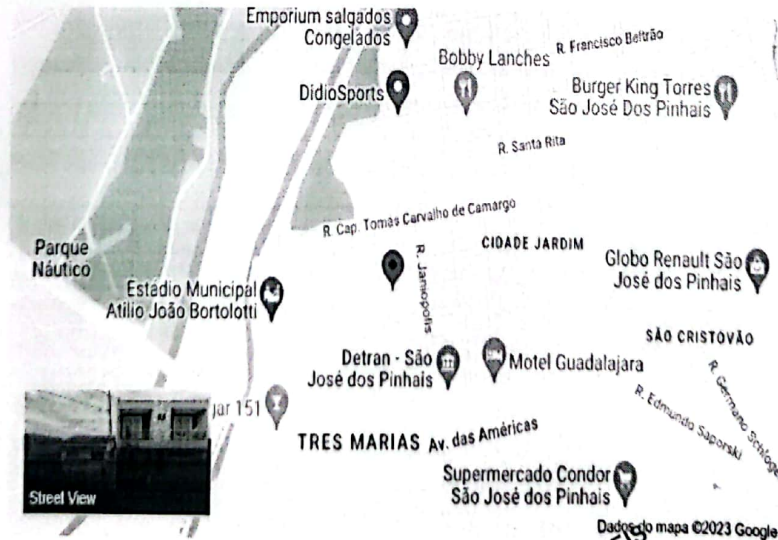 Emporium salgados
Congelados
R. Francisco Beltrão
Bobby Lanches
DidioSports
Burger King Torres
São José Dos Pinhais
R. Santa Rita
R. Cap. Tomas Carvalho de Camargo
CIDADE JARDIM
Parque
Náutico
R. Janiopolis
Globo Renault São
José dos Pinhais
Estádio Municipal
Atilio João Bortolotti
SÃO CRISTOVÃO
Detran - São
José dos Pinhais
Motel Guadalajara
R. Germano Schloge
R. Edmundo Saporski
jar 151
TRES MARIAS
Av. das Américas
Supermercado Condor
São José dos Pinhais
Street View
Dados do mapa ©2023 Google